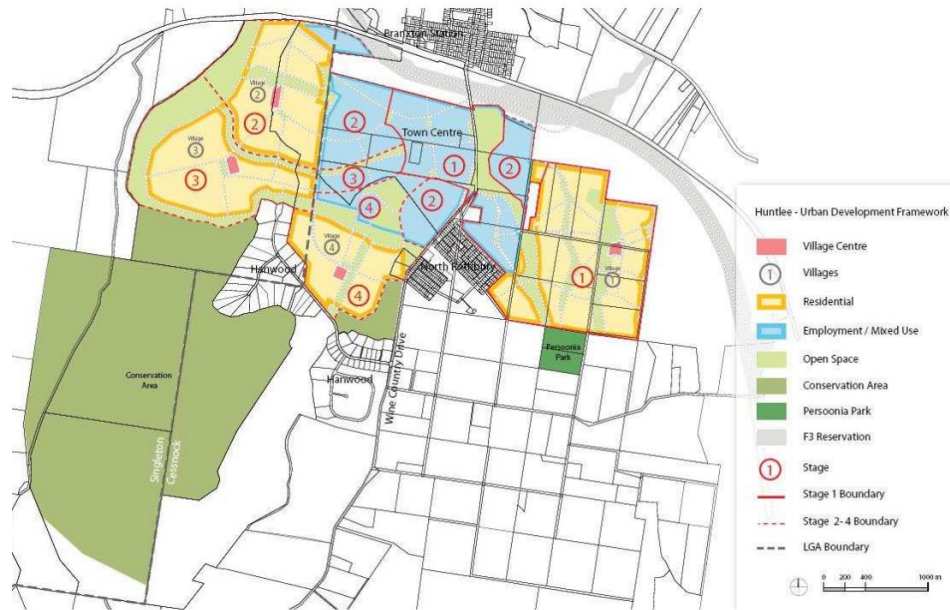 Branxton Station
Village
2
2
2
Town Centre
Village
3
1
2
3
3
4
2
Village
4
Hanwood
North Rothbury
1
Village
1
4
Persoonia
Park
Hanwood
Conservation
Area
Wine Country Drive
Singleton
Cessnock
Huntlee - Urban Development Framework
Village Centre
1
Villages
Residential
Employment / Mixed Use
Open Space
Conservation Area
Persoonia Park
F3 Reservation
1
Stage
Stage 1 Boundary
Stage 2- 4 Boundary
LGA Boundary
0 200 400 1000 m